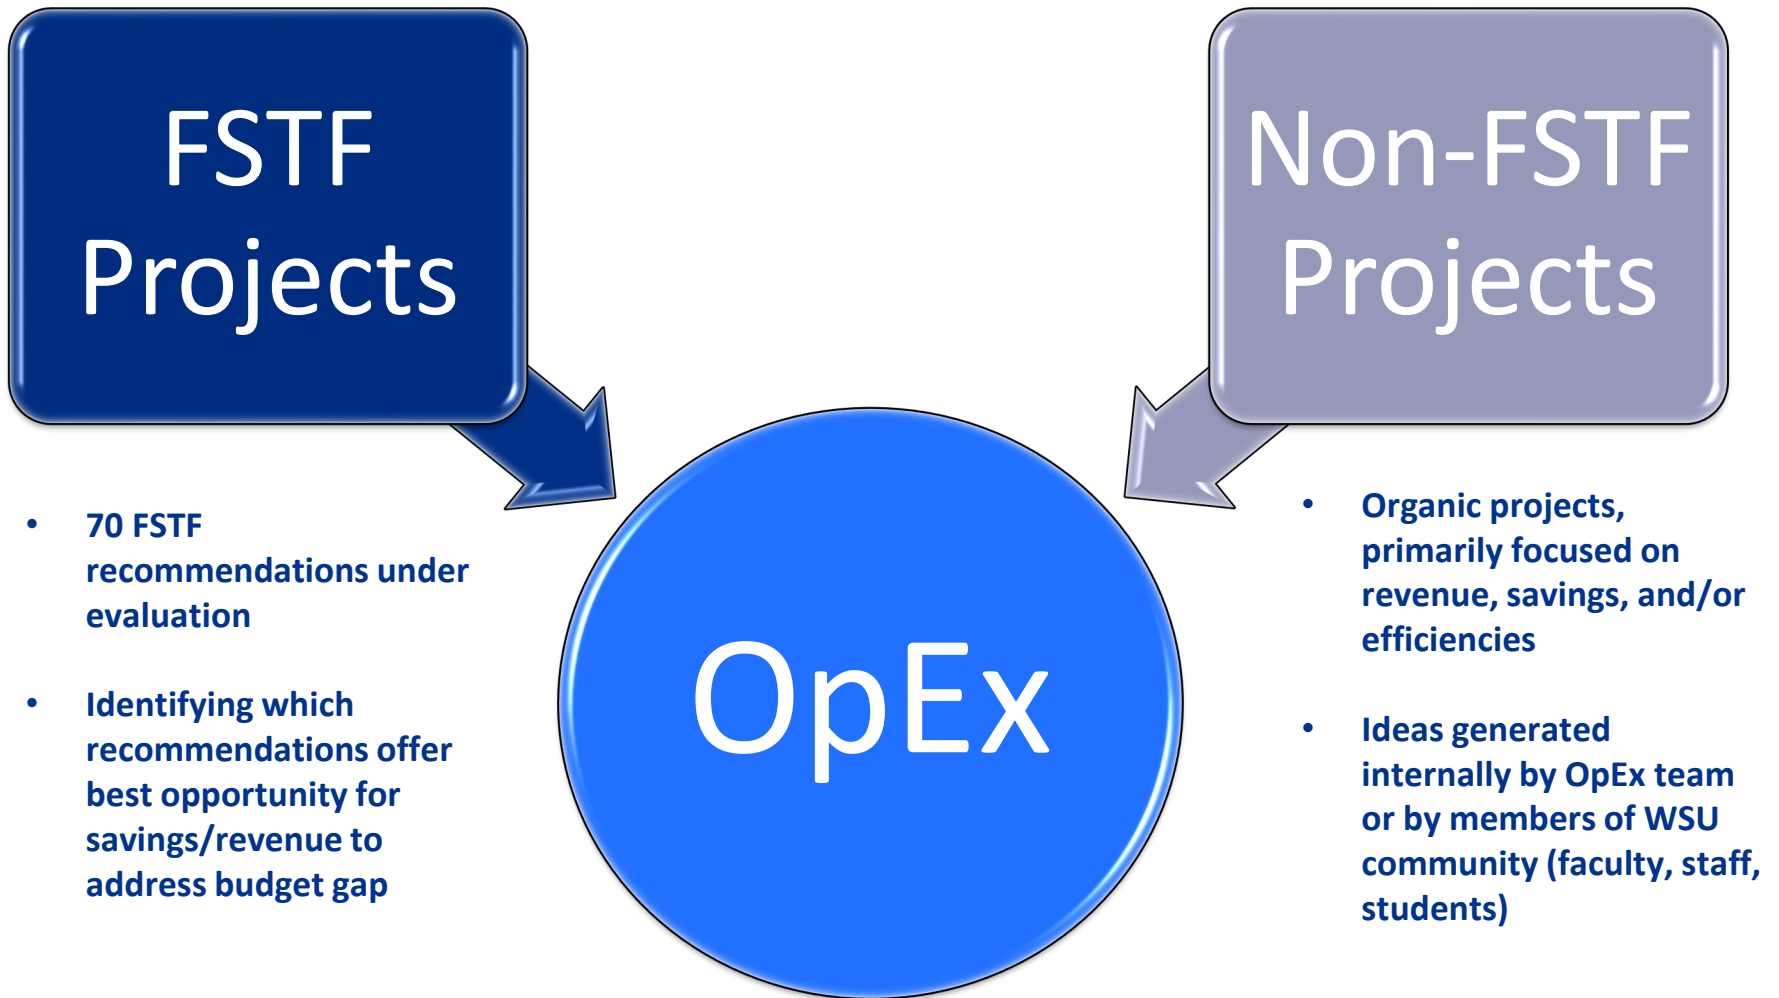 FSTF
Projects
Non-FSTF
Projects
OpEx
• 70 FSTF
recommendations under
evaluation
• Identifying which
recommendations offer
best opportunity for
savings/revenue to
address budget gap
• Organic projects,
primarily focused on
revenue, savings, and/or
efficiencies
• Ideas generated
internally by OpEx team
or by members of WSU
community (faculty, staff,
students)